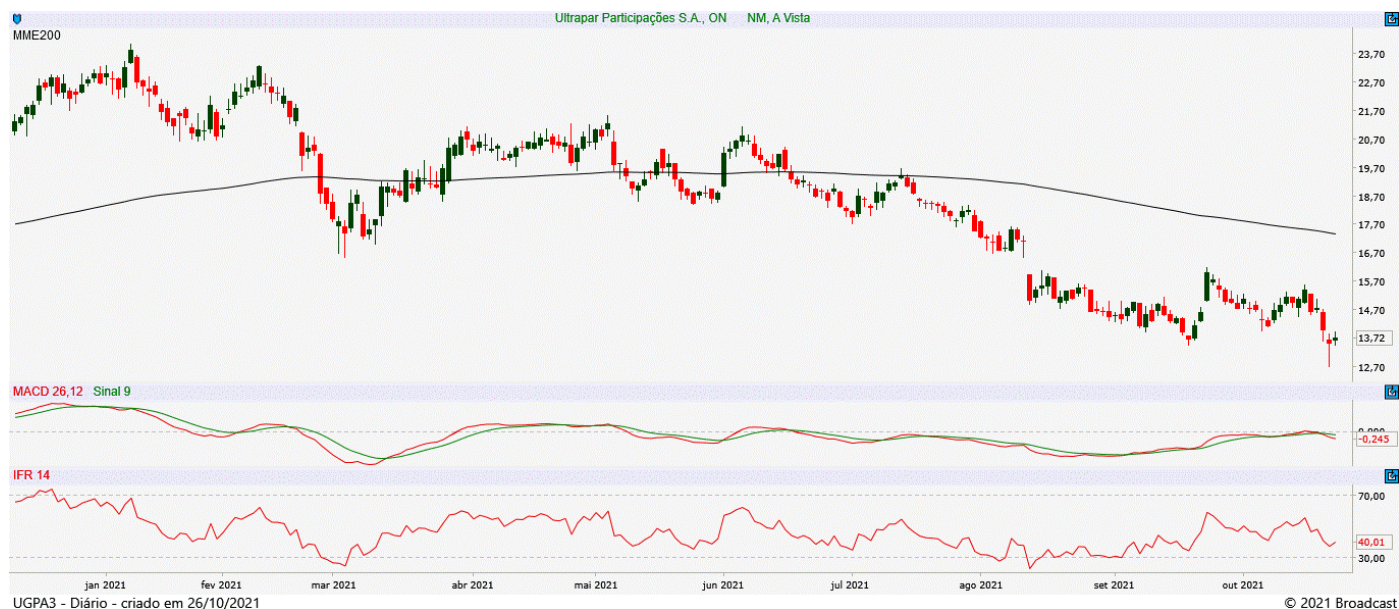 Ultrapar Participações S.A., ON NM, A Vista
MME200
23,70
22,70
21,70
20,70
19,70
18,70
17,70
16,70
15,70
14,70
13,72
12,70
MACD 26,12 Sinal 9
0,000
-0,245
IFR 14
70,00
40,01
30,00
jan 2021 fev 2021 mar 2021 abr 2021 mai 2021 jun 2021 jul 2021 ago 2021 set 2021 out 2021
UGPA3 - Diário - criado em 26/10/2021 © 2021 Broadcast